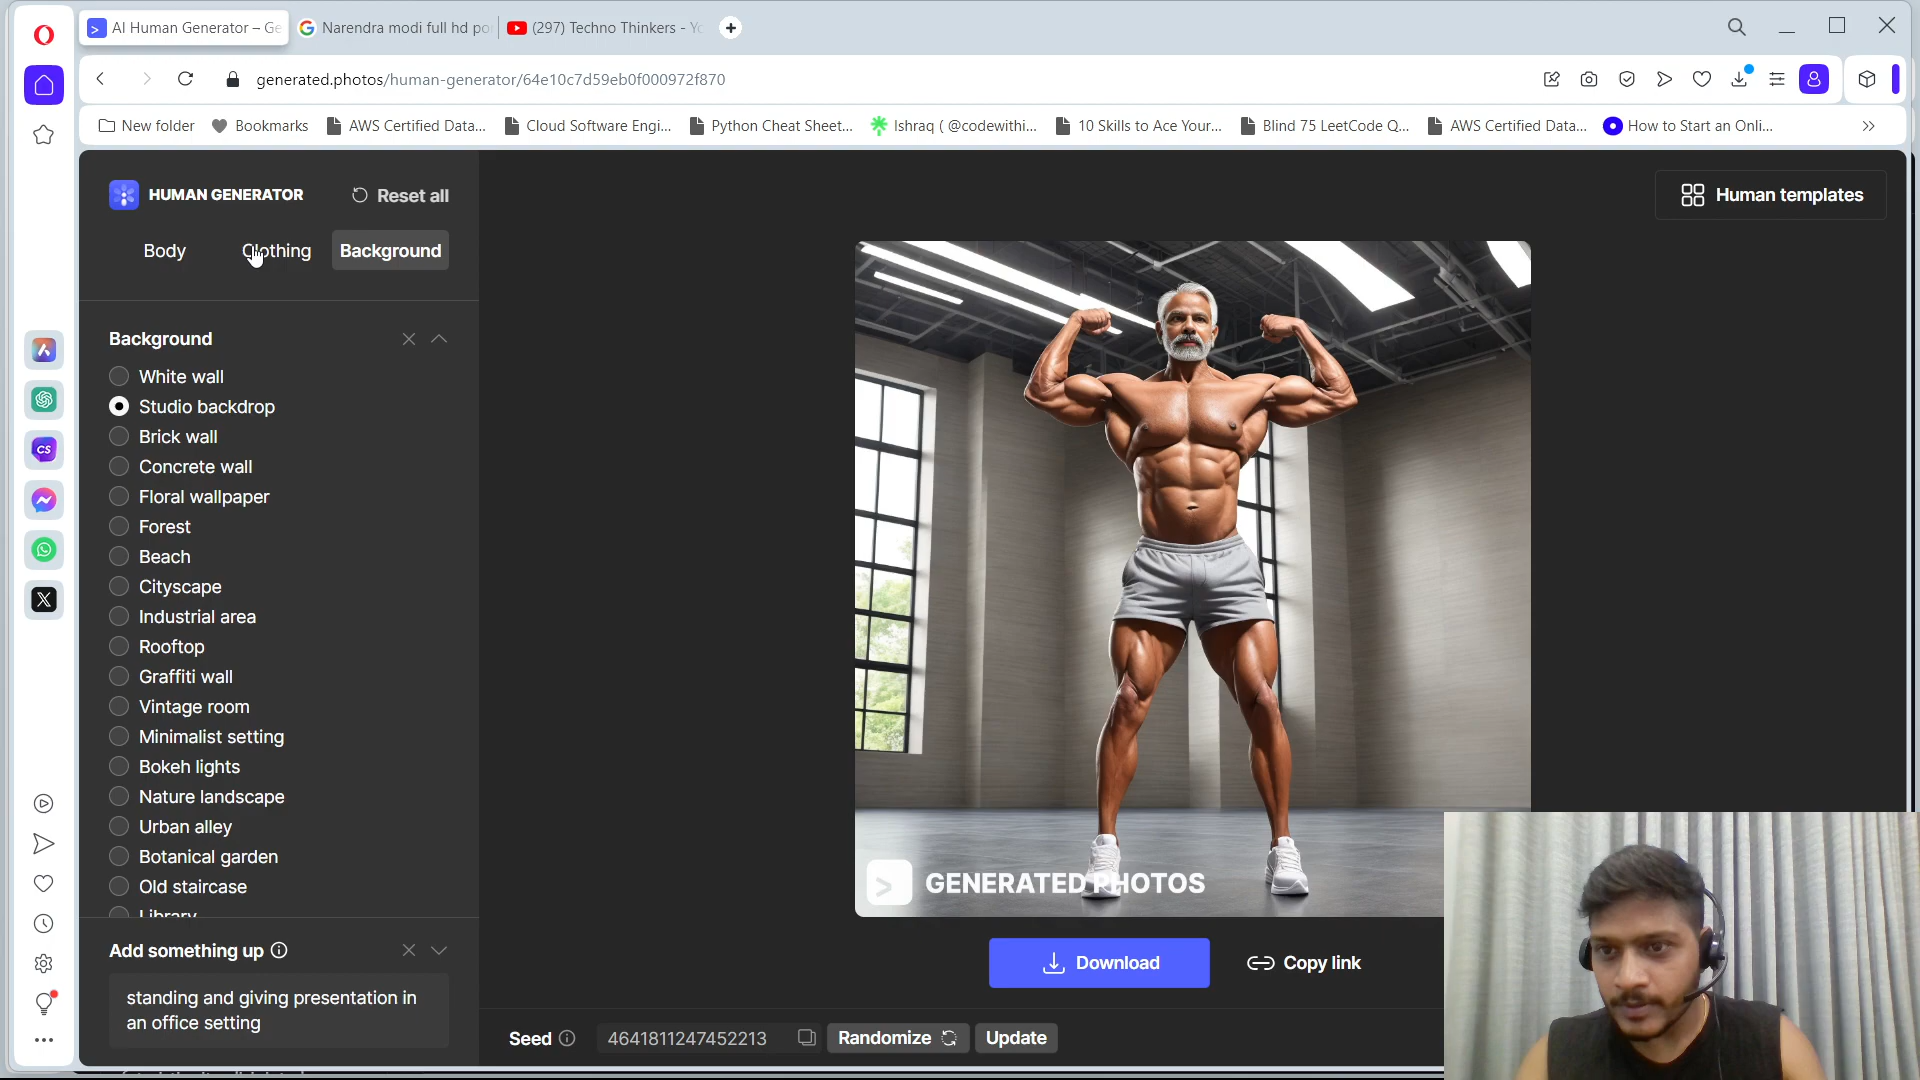 AI Human Generator – Ge
Narendra modi full hd po
(297) Techno Thinkers - Yo
generated.photos/human-generator/64e10c7d59eb0f000972f870
New folder
Bookmarks
AWS Certified Data...
Cloud Software Engi...
Python Cheat Sheet...
Ishraq ( @codewithi...
10 Skills to Ace Your...
Blind 75 LeetCode Q...
AWS Certified Data...
How to Start an Onli...
HUMAN GENERATOR
Reset all
Human templates
Body
Clothing
Background
Background
White wall
Studio backdrop
Brick wall
Concrete wall
Floral wallpaper
Forest
Beach
Cityscape
Industrial area
Rooftop
Graffiti wall
Vintage room
Minimalist setting
Bokeh lights
Nature landscape
Urban alley
Botanical garden
Old staircase
Library
CS
GENERATED PHOTOS
Add something up
standing and giving presentation in
an office setting
Download
Copy link
Seed
4641811247452213
Randomize
Update